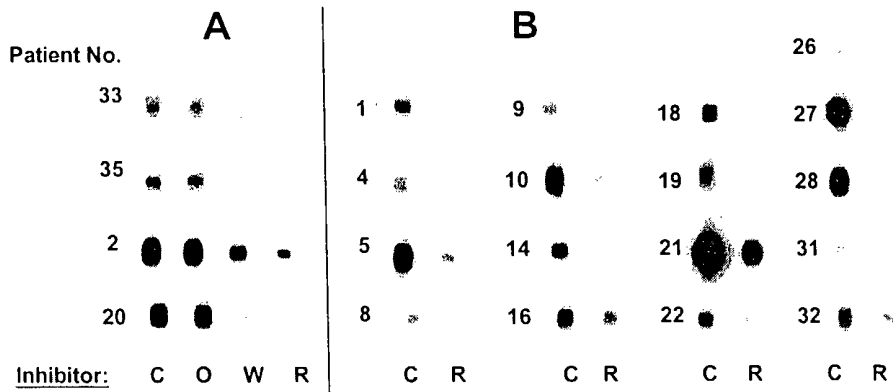 A B
Patient No. 26
33 1 9 18 27
35 4 10 19 28
2 5 14 21 31
20 8 16 22 32
Inhibitor: C O W R C R C R C R C R